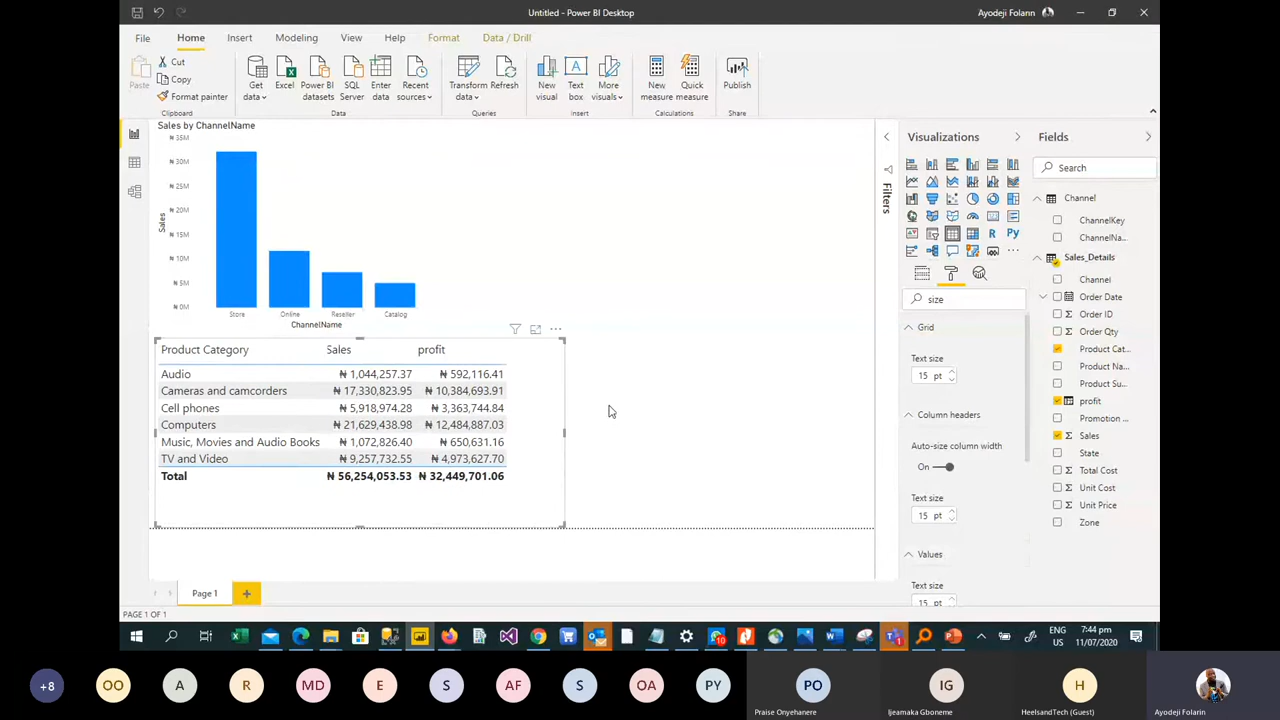 Untitled - Power BI Desktop
Ayodeji Folarin
File Home Insert Modeling View Help Format Data / Drill
Paste
Cut
Copy
Format painter
Clipboard
Get data
Excel
Power BI datasets
SQL Server
Enter data
Recent sources
Data
Transform data
Refresh
Queries
New visual
Text box
More visuals
Insert
New measure
Quick measure
Calculations
Publish
Share
Sales by ChannelName
₦ 35M
₦ 30M
₦ 25M
₦ 20M
₦ 15M
₦ 10M
₦ 5M
₦ 0M
Sales
Store Online Reseller Catalog
ChannelName
Product Category Sales profit
Audio ₦ 1,044,257.37 ₦ 592,116.41
Cameras and camcorders ₦ 17,330,823.95 ₦ 10,384,693.91
Cell phones ₦ 5,918,974.28 ₦ 3,363,744.84
Computers ₦ 21,629,438.98 ₦ 12,484,887.03
Music, Movies and Audio Books ₦ 1,072,826.40 ₦ 650,631.16
TV and Video ₦ 9,257,732.55 ₦ 4,973,627.70
Total ₦ 56,254,053.53 ₦ 32,449,701.06
Filters
Visualizations
R Py
size
Grid
Text size
15 pt
Column headers
Auto-size column width
On
Text size
15 pt
Values
Text size
15 pt
Fields
Search
Channel
ChannelKey
ChannelNa...
Sales_Details
Channel
Order Date
Order ID
Order Qty
Product Cat...
Product Na...
Product Su...
profit
Promotion ...
Sales
State
Total Cost
Unit Cost
Unit Price
Zone
Page 1
PAGE 1 OF 1
ENG
US
7:44 pm
11/07/2020
+8 OO A R MD E S AF S OA PY PO IG H
Praise Onyehanere
Ijeamaka Gboneme
HeelsandTech (Guest)
Ayodeji Folarin